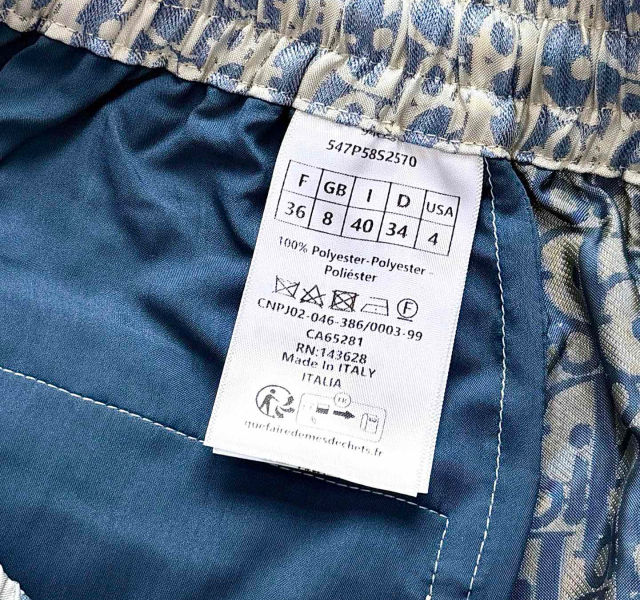 547P58S2570
F GB I D USA
36 8 40 34 4
100% Polyester-Polyester -
Poliéster
F
CNPJ02-046-386/0003-99
CA65281
RN:143628
Made In ITALY
ITALIA
FR
quefairedemesdechets.fr